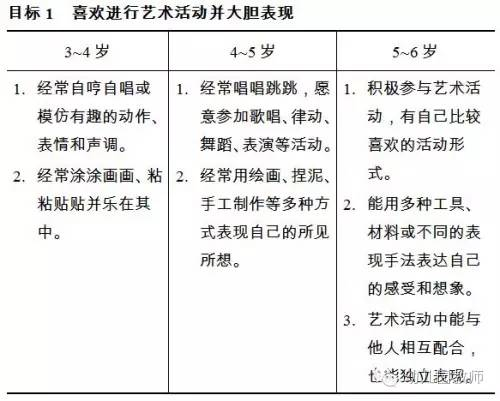 目标 1 喜欢进行艺术活动并大胆表现
3~4 岁
4~5 岁
5~6 岁
1. 经常自哼自唱或
模仿有趣的动作、
表情和声调。
2. 经常涂涂画画、粘
粘贴贴并乐在其
中。
1. 经常唱唱跳跳，愿
意参加歌唱、律动、
舞蹈、表演等活动。
2. 经常用绘画、捏泥、
手工制作等多种方
式表现自己的所见
所想。
1. 积极参与艺术活
动，有自己比较
喜欢的活动形
式。
2. 能用多种工具、
材料或不同的表
现手法表达自己
的感受和想象。
3. 艺术活动中能与
他人相互配合，
也能独立表现。